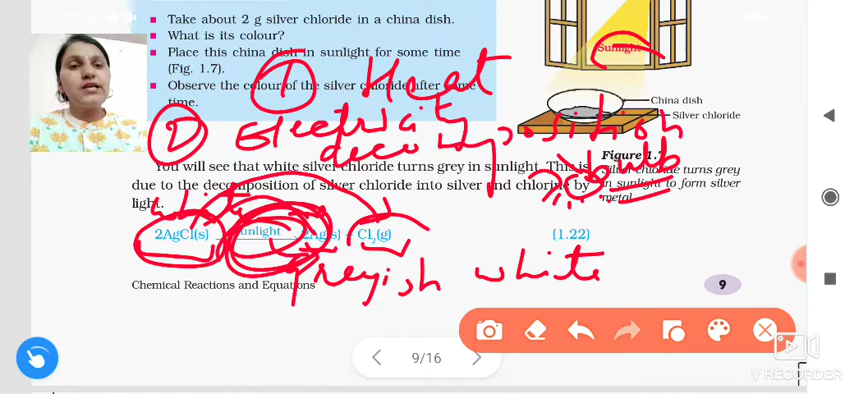 Take about 2 g silver chloride in a china dish.
What is its colour?
Place this china dish in sunlight for some time
(Fig. 1.7).
Observe the colour of the silver chloride after some
time.
Sunlight
China dish
Silver chloride
① Heat
② Electricity
decomposition
bulb
Figure 1.7
Silver chloride turns grey
in sunlight to form silver
metal
You will see that white silver chloride turns grey in sunlight. This is
due to the decomposition of silver chloride into silver and chlorine by
light.
white
2AgCl(s) Sunlight 2Ag(s) + Cl₂(g) (1.22)
greyish white
Chemical Reactions and Equations
9
9/16
V RECORDER